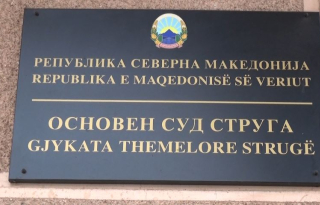 РЕПУБЛИКА СЕВЕРНА МАКЕДОНИЈА
REPUBLIKA E MAQEDONISË SË VERIUT
ОСНОВЕН СУД СТРУГА
GJYKATA THEMELORE STRUGË